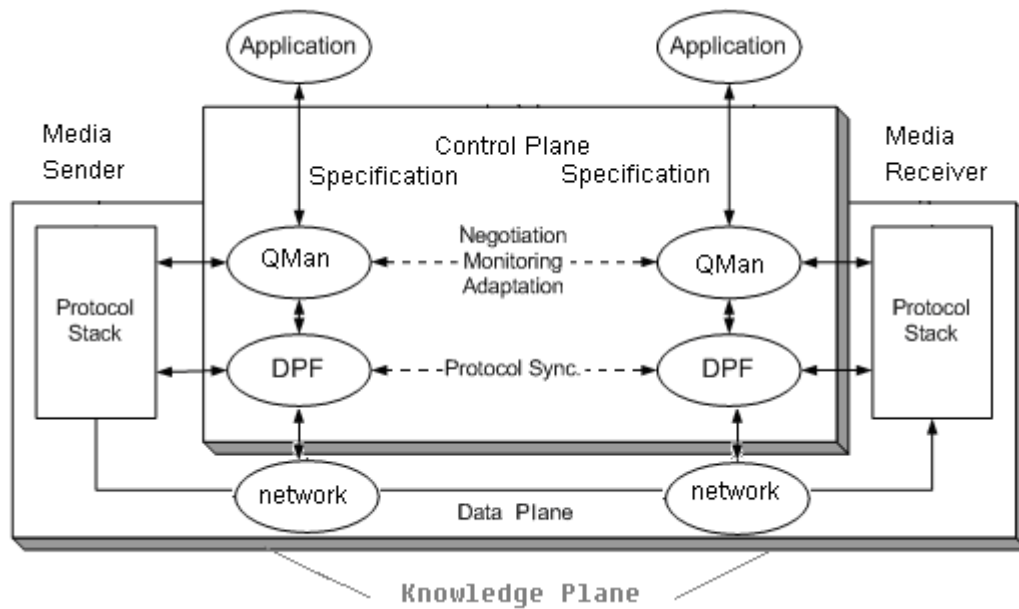 Application
Application
Media
Sender
Control Plane
Media
Receiver
Specification
Specification
QMan
Negotiation
Monitoring
Adaptation
QMan
Protocol
Stack
Protocol
Stack
DPF
Protocol Sync.
DPF
network
network
Data Plane
Knowledge Plane